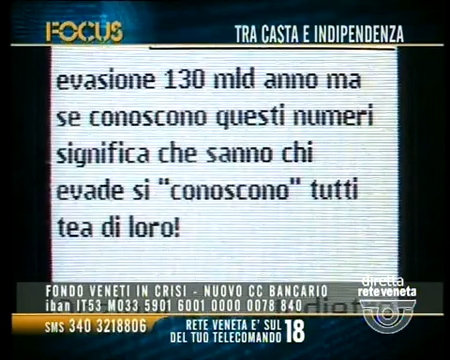 FOCUS
TRA CASTA E INDIPENDENZA
evasione 130 mld anno ma
se conoscono questi numeri
significa che sanno chi
evade si "conoscono" tutti
tea di loro!
FONDO VENETI IN CRISI - NUOVO CC BANCARIO
iban IT53 M033 5901 6001 0000 0078 840
diretta
reteveneta
SMS 340 3218806
RETE VENETA E' SUL
DEL TUO TELECOMANDO 18